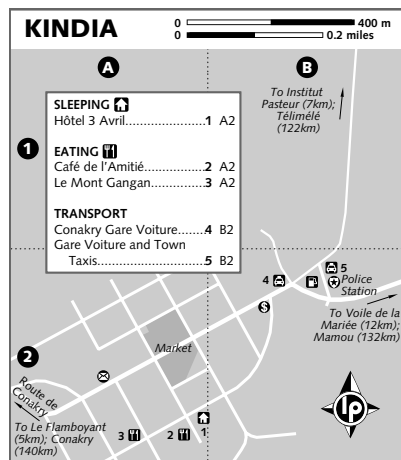 KINDIA
0 400 m
0 0.2 miles
A
B
SLEEPING
Hôtel 3 Avril......................1 A2
EATING
Café de l'Amitié................2 A2
Le Mont Gangan..............3 A2
TRANSPORT
Conakry Gare Voiture.......4 B2
Gare Voiture and Town
Taxis............................5 B2
1
To Institut
Pasteur (7km);
Télimélé
(122km)
4
5
Police
Station
$
To Voile de la
Mariée (12km);
Mamou (132km)
2
Market
Route de
Conakry
To Le Flamboyant
(5km); Conakry
(140km)
3
2
1
lp